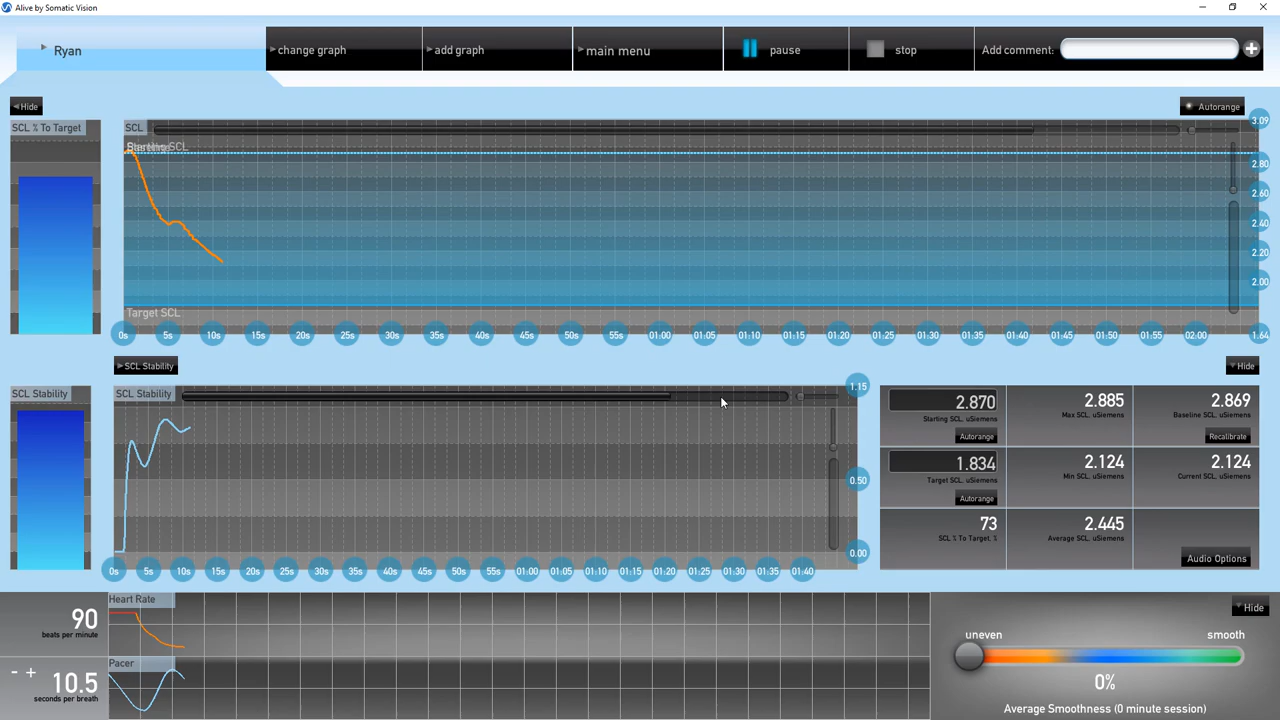 Alive by Somatic Vision
Ryan
change graph
add graph
main menu
pause
stop
Add comment:
Hide
Autorange
SCL % To Target
SCL
3.09
Starting SCL
2.80
2.60
2.40
2.20
2.00
Target SCL
0s 5s 10s 15s 20s 25s 30s 35s 40s 45s 50s 55s 01:00 01:05 01:10 01:15 01:20 01:25 01:30 01:35 01:40 01:45 01:50 01:55 02:00 1.64
SCL Stability
Hide
SCL Stability
SCL Stability
1.15
0.50
0.00
0s 5s 10s 15s 20s 25s 30s 35s 40s 45s 50s 55s 01:00 01:05 01:10 01:15 01:20 01:25 01:30 01:35 01:40
2.870
Starting SCL, uSiemens
Autorange
2.885
Max SCL, uSiemens
2.869
Baseline SCL, uSiemens
Recalibrate
1.834
Target SCL, uSiemens
Autorange
2.124
Min SCL, uSiemens
2.124
Current SCL, uSiemens
73
SCL % To Target, %
2.445
Average SCL, uSiemens
Audio Options
Heart Rate
90
beats per minute
Pacer
- +
10.5
seconds per breath
Hide
uneven
smooth
0%
Average Smoothness (0 minute session)